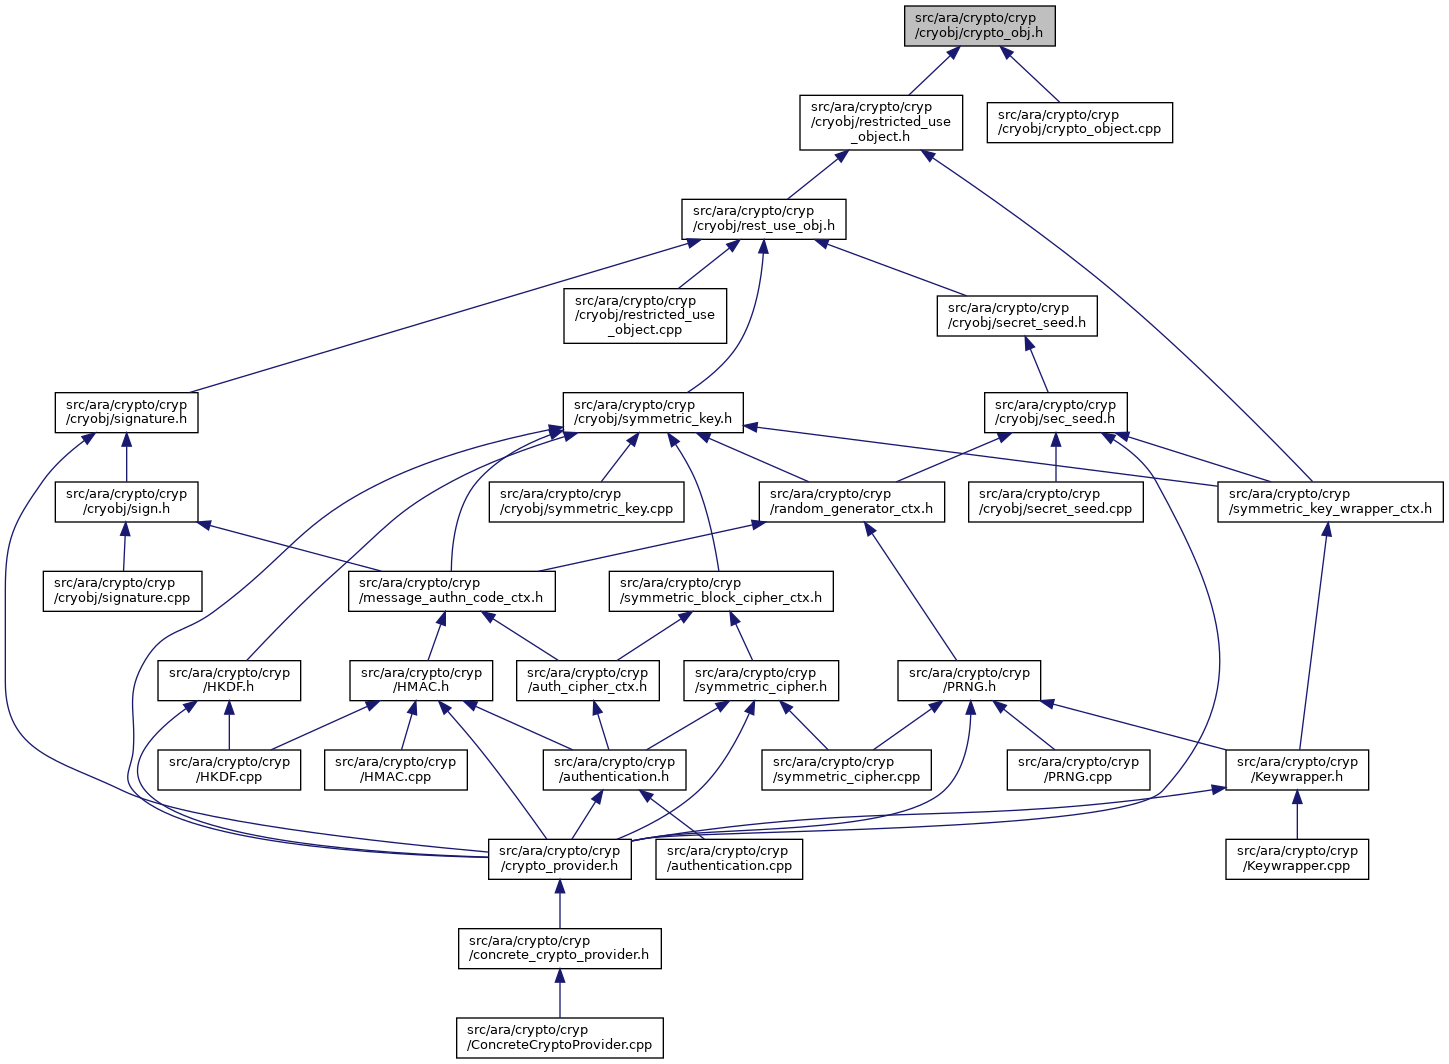 src/ara/crypto/cryp
/cryobj/crypto_obj.h
src/ara/crypto/cryp
/cryobj/restricted_use
_object.h
src/ara/crypto/cryp
/cryobj/crypto_object.cpp
src/ara/crypto/cryp
/cryobj/rest_use_obj.h
src/ara/crypto/cryp
/cryobj/restricted_use
_object.cpp
src/ara/crypto/cryp
/cryobj/secret_seed.h
src/ara/crypto/cryp
/cryobj/signature.h
src/ara/crypto/cryp
/cryobj/symmetric_key.h
src/ara/crypto/cryp
/cryobj/sec_seed.h
src/ara/crypto/cryp
/cryobj/sign.h
src/ara/crypto/cryp
/cryobj/symmetric_key.cpp
src/ara/crypto/cryp
/random_generator_ctx.h
src/ara/crypto/cryp
/cryobj/secret_seed.cpp
src/ara/crypto/cryp
/symmetric_key_wrapper_ctx.h
src/ara/crypto/cryp
/cryobj/signature.cpp
src/ara/crypto/cryp
/message_authn_code_ctx.h
src/ara/crypto/cryp
/symmetric_block_cipher_ctx.h
src/ara/crypto/cryp
/HKDF.h
src/ara/crypto/cryp
/HMAC.h
src/ara/crypto/cryp
/auth_cipher_ctx.h
src/ara/crypto/cryp
/symmetric_cipher.h
src/ara/crypto/cryp
/PRNG.h
src/ara/crypto/cryp
/HKDF.cpp
src/ara/crypto/cryp
/HMAC.cpp
src/ara/crypto/cryp
/authentication.h
src/ara/crypto/cryp
/symmetric_cipher.cpp
src/ara/crypto/cryp
/PRNG.cpp
src/ara/crypto/cryp
/Keywrapper.h
src/ara/crypto/cryp
/crypto_provider.h
src/ara/crypto/cryp
/authentication.cpp
src/ara/crypto/cryp
/Keywrapper.cpp
src/ara/crypto/cryp
/concrete_crypto_provider.h
src/ara/crypto/cryp
/ConcreteCryptoProvider.cpp